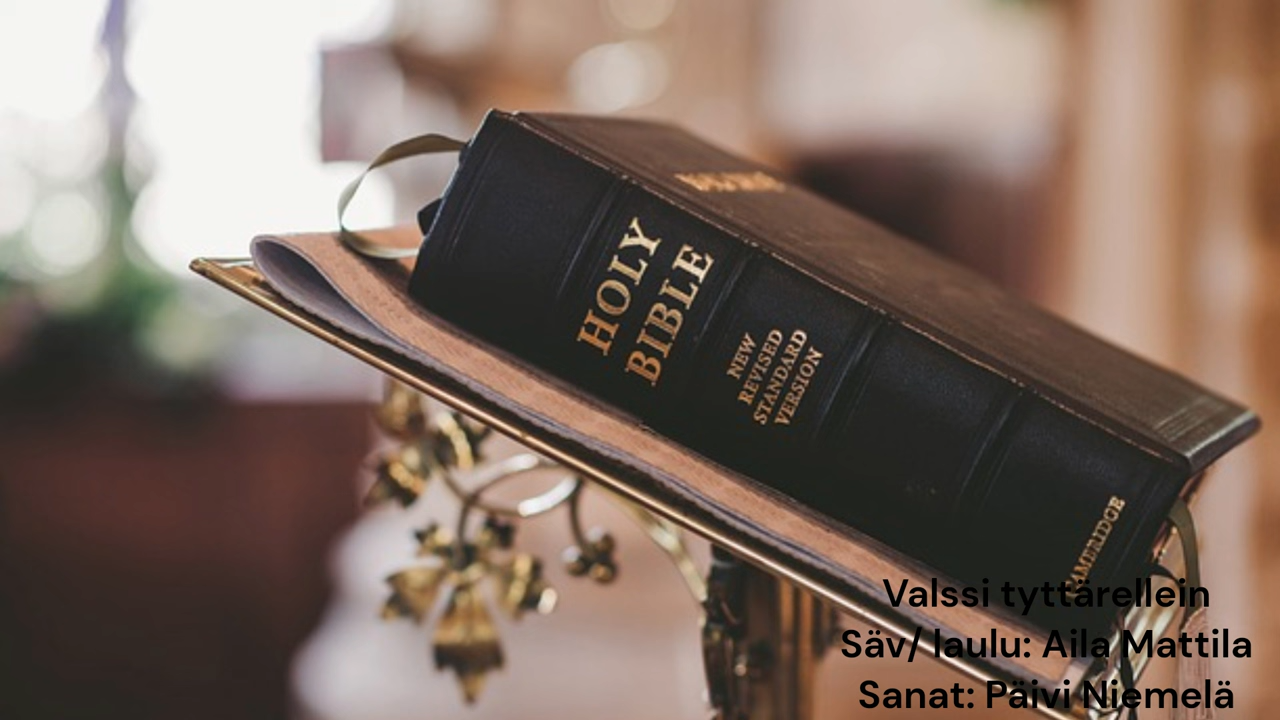 HOLY
BIBLE
NEW
REVISED
STANDARD
VERSION
Valssi tyttärellein
Säv/ laulu: Aila Mattila
Sanat: Päivi Niemelä